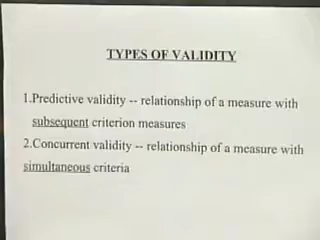 TYPES OF VALIDITY
1.Predictive validity -- relationship of a measure with
subsequent criterion measures
2.Concurrent validity -- relationship of a measure with
simultaneous criteria